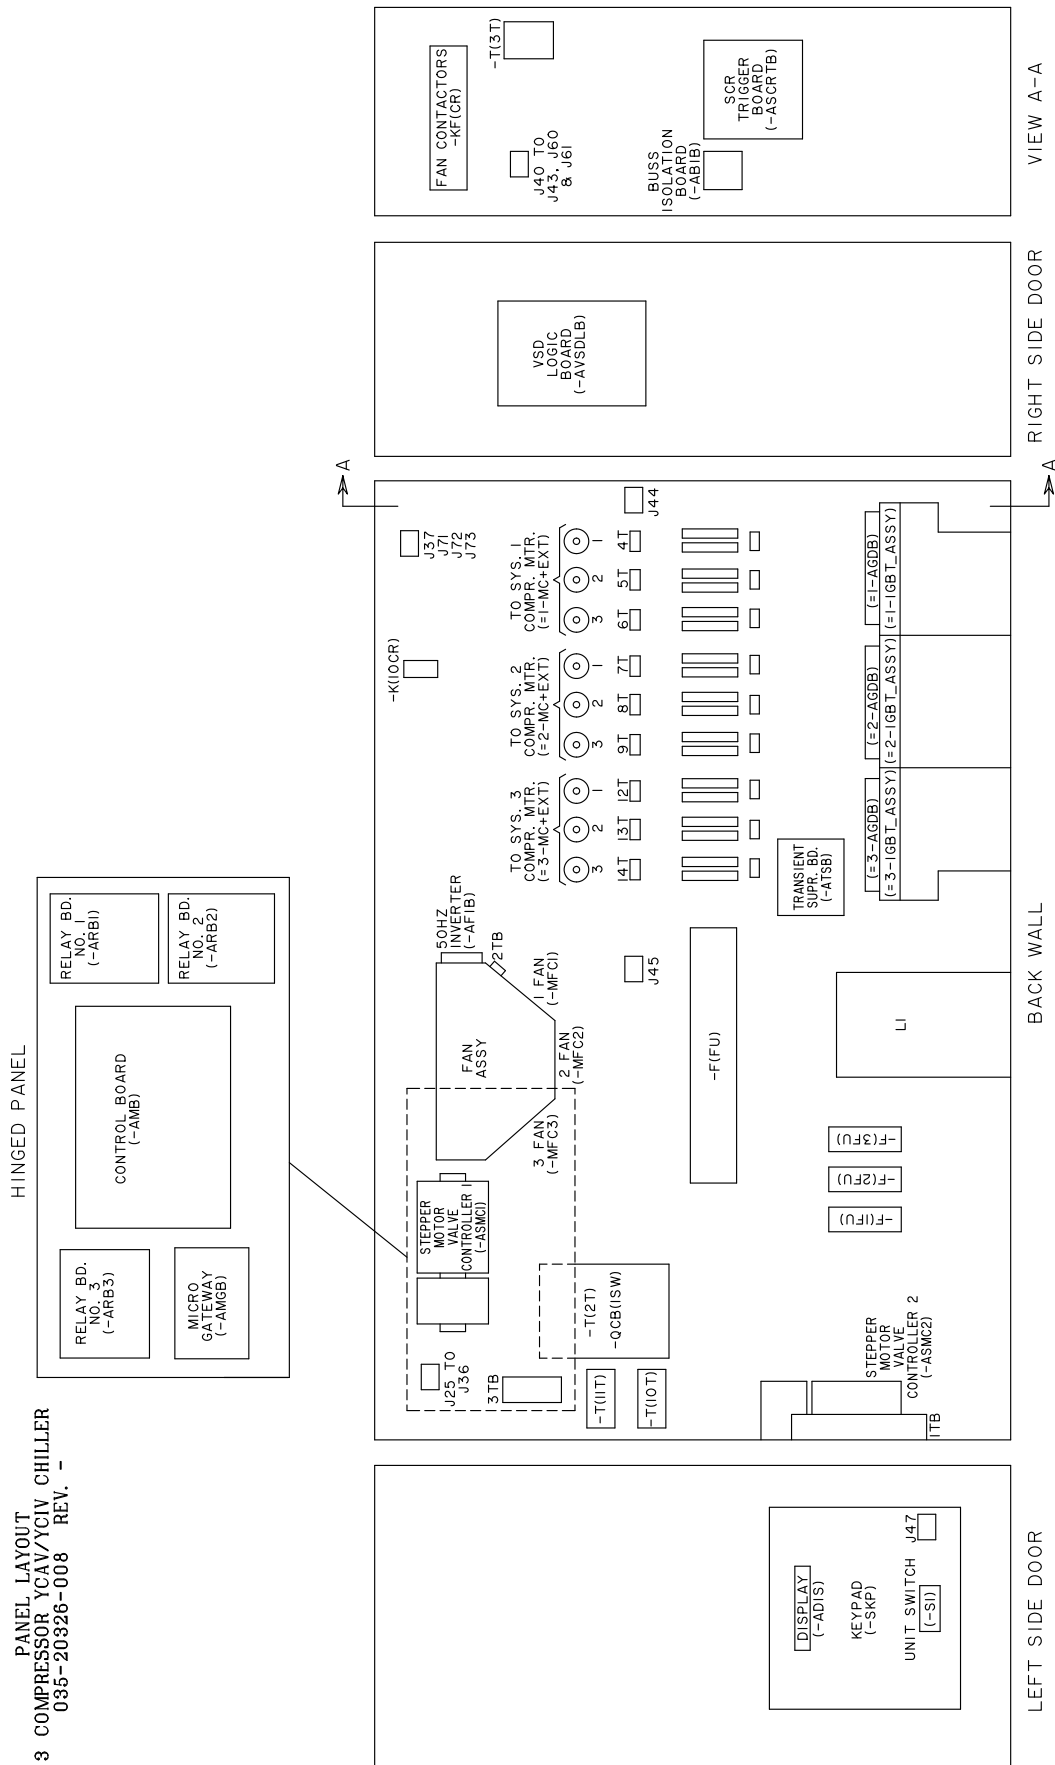 PANEL LAYOUT
3 COMPRESSOR YCAV/YCIV CHILLER
035-20326-008 REV. -
HINGED PANEL
RELAY BD.
NO. 3
(-ARB3)
MICRO
GATEWAY
(-AMGB)
CONTROL BOARD
(-AMB)
RELAY BD.
NO. 1
(-ARB1)
RELAY BD.
NO. 2
(-ARB2)
DISPLAY
(-ADIS)
KEYPAD
(-SKP)
UNIT SWITCH
(-S1)
J47
LEFT SIDE DOOR
J25 TO
J36
3TB
-T(11T)
-T(10T)
-T(2T)
-QCB(1SW)
STEPPER
MOTOR
VALVE
CONTROLLER 1
(-ASMC1)
STEPPER
MOTOR
VALVE
CONTROLLER 2
(-ASMC2)
1TB
FAN
ASSY
50HZ
INVERTER
(-AFIB)
2TB
1 FAN
(-MFC1)
2 FAN
(-MFC2)
3 FAN
(-MFC3)
-F(1FU)
-F(2FU)
-F(3FU)
-F(FU)
J45
L1
TRANSIENT
SUPR. BD.
(-ATSB)
-K(10CR)
J37
J71
J72
J73
TO SYS. 3
COMPR. MTR.
(=3-MC+EXT)
3 2 1
14T 13T 12T
TO SYS. 2
COMPR. MTR.
(=2-MC+EXT)
3 2 1
9T 8T 7T
TO SYS. 1
COMPR. MTR.
(=1-MC+EXT)
3 2 1
6T 5T 4T
J44
(=3-AGDB)
(=3-IGBT_ASSY)
(=2-AGDB)
(=2-IGBT_ASSY)
(=1-AGDB)
(=1-IGBT_ASSY)
A
A
BACK WALL
VSD
LOGIC
BOARD
(-AVSDLB)
RIGHT SIDE DOOR
FAN CONTACTORS
-KF(CR)
-T(3T)
J40 TO
J43, J60
& J61
BUSS
ISOLATION
BOARD
(-ABIB)
SCR
TRIGGER
BOARD
(-ASCRTB)
VIEW A-A